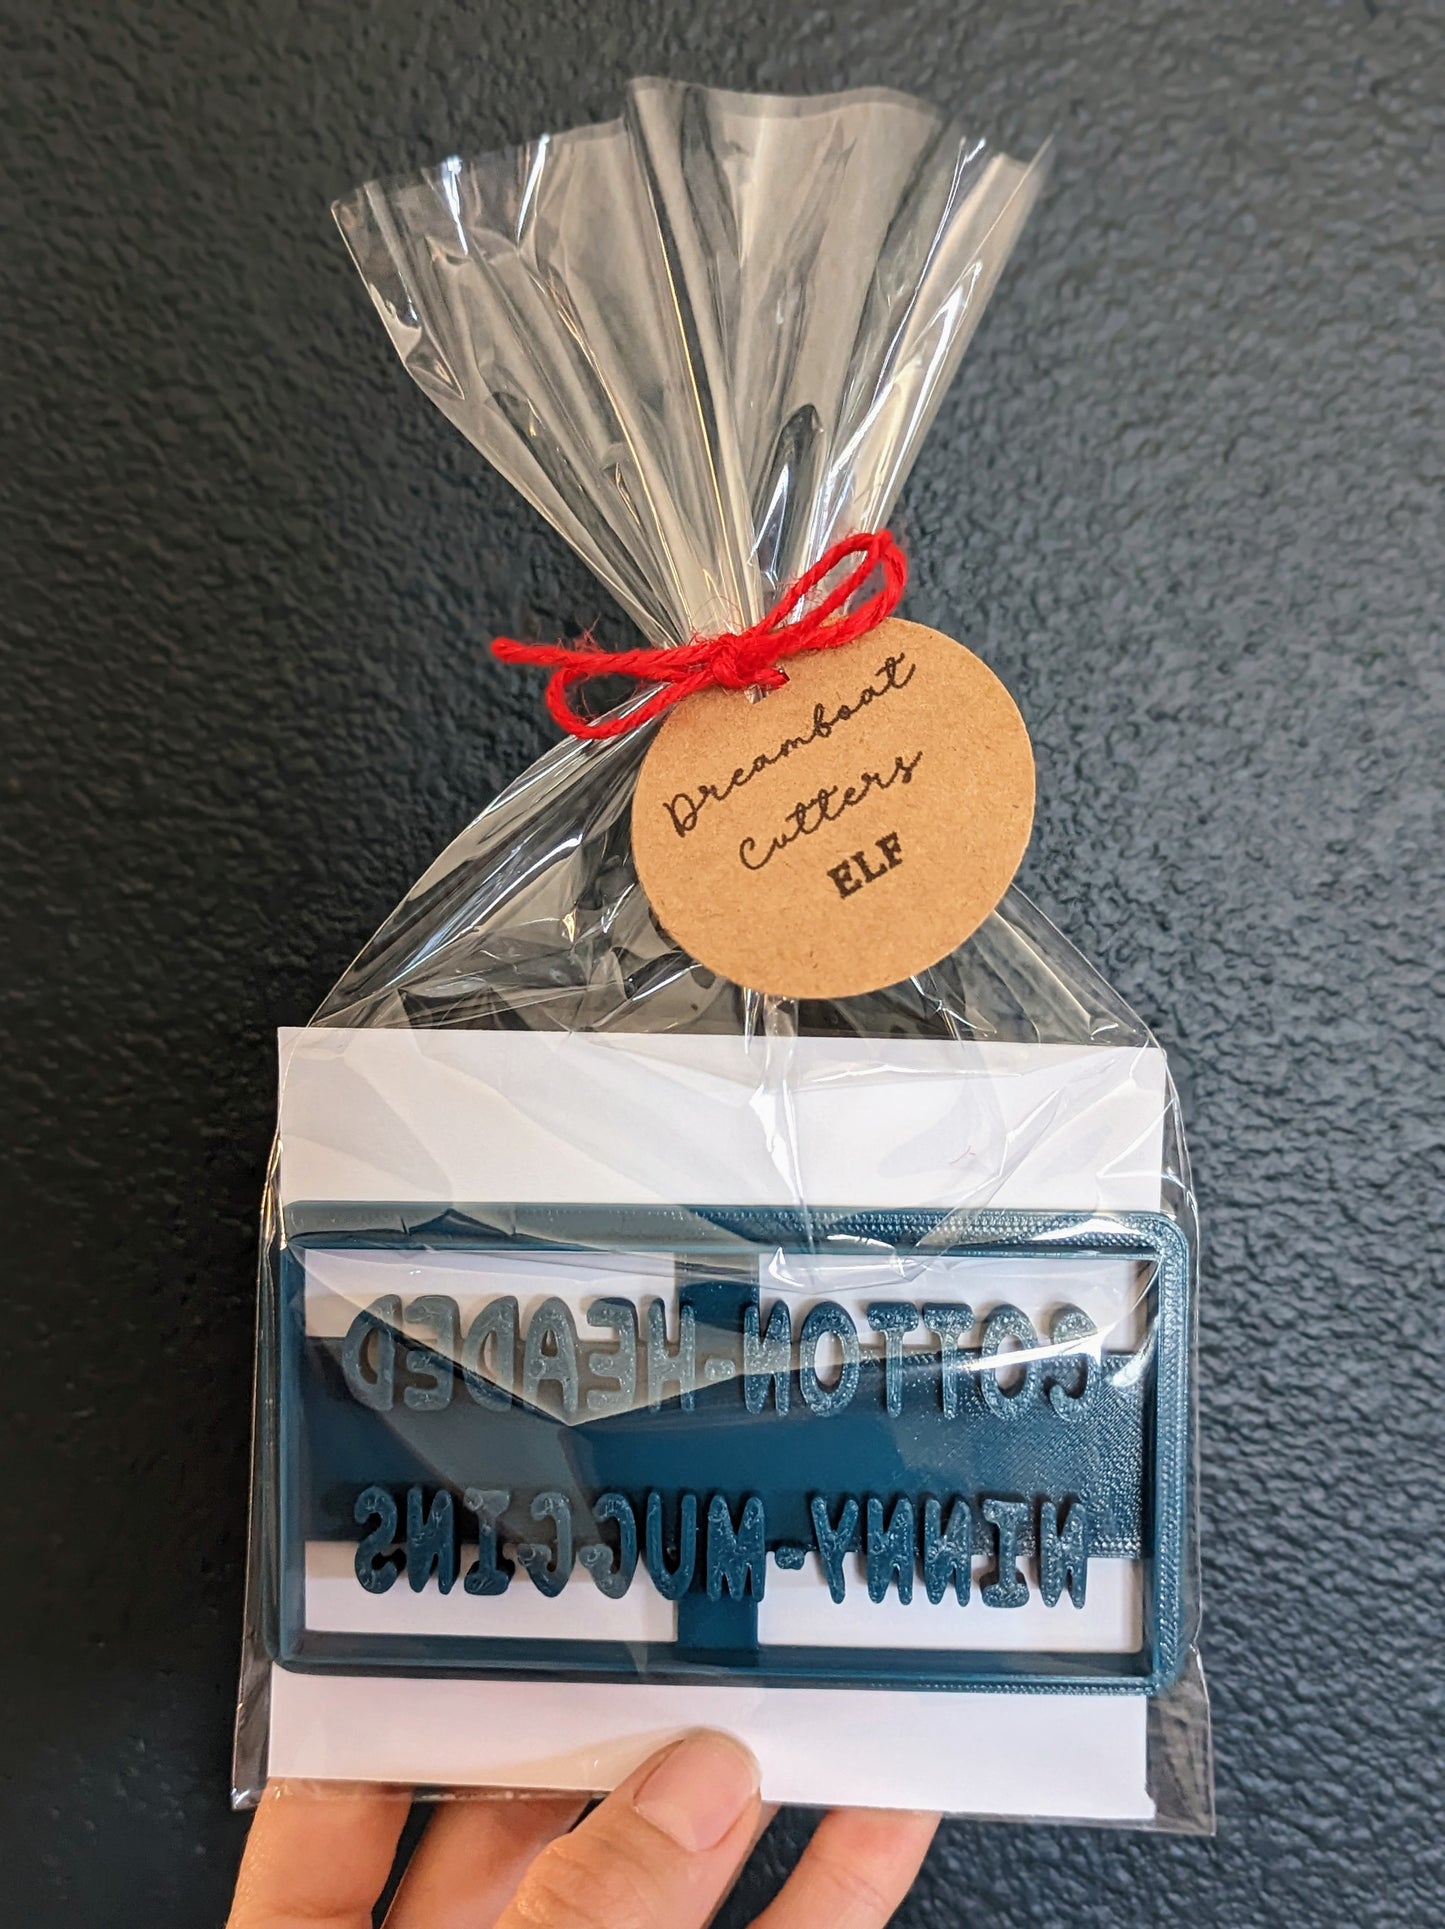 Dreamboat
Cutters
ELF
COTTON-HEADED
NINNY-MUGGINS